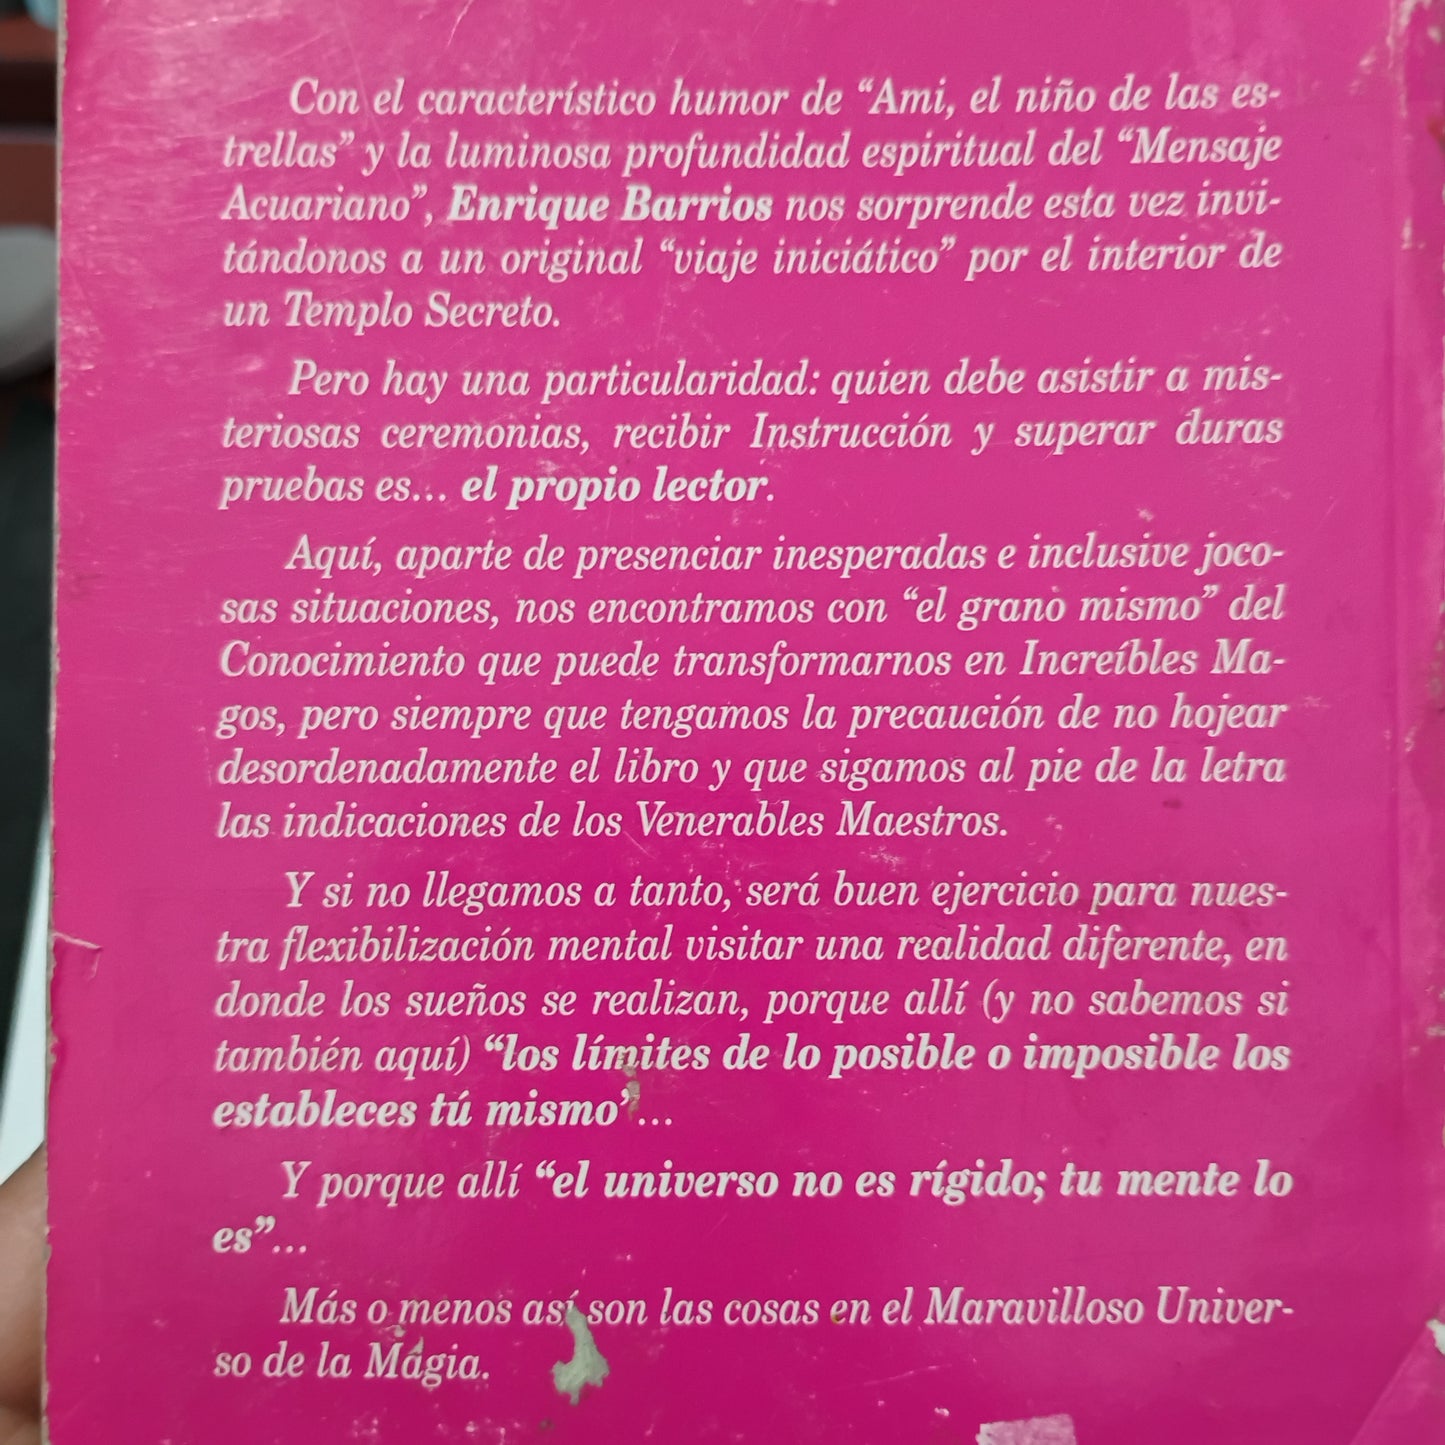 Con el característico humor de “Ami, el niño de las es-
trellas” y la luminosa profundidad espiritual del “Mensaje
Acuariano”, Enrique Barrios nos sorprende esta vez invi-
tándonos a un original “viaje iniciático” por el interior de
un Templo Secreto.
Pero hay una particularidad: quien debe asistir a mis-
teriosas ceremonias, recibir Instrucción y superar duras
pruebas es... el propio lector.
Aquí, aparte de presenciar inesperadas e inclusive joco-
sas situaciones, nos encontramos con “el grano mismo” del
Conocimiento que puede transformarnos en Increíbles Ma-
gos, pero siempre que tengamos la precaución de no hojear
desordenadamente el libro y que sigamos al pie de la letra
las indicaciones de los Venerables Maestros.
Y si no llegamos a tanto, será buen ejercicio para nues-
tra flexibilización mental visitar una realidad diferente, en
donde los sueños se realizan, porque allí (y no sabemos si
también aquí) “los límites de lo posible o imposible los
estableces tú mismo”...
Y porque allí “el universo no es rígido; tu mente lo
es”...
Más o menos así son las cosas en el Maravilloso Univer-
so de la Magia.